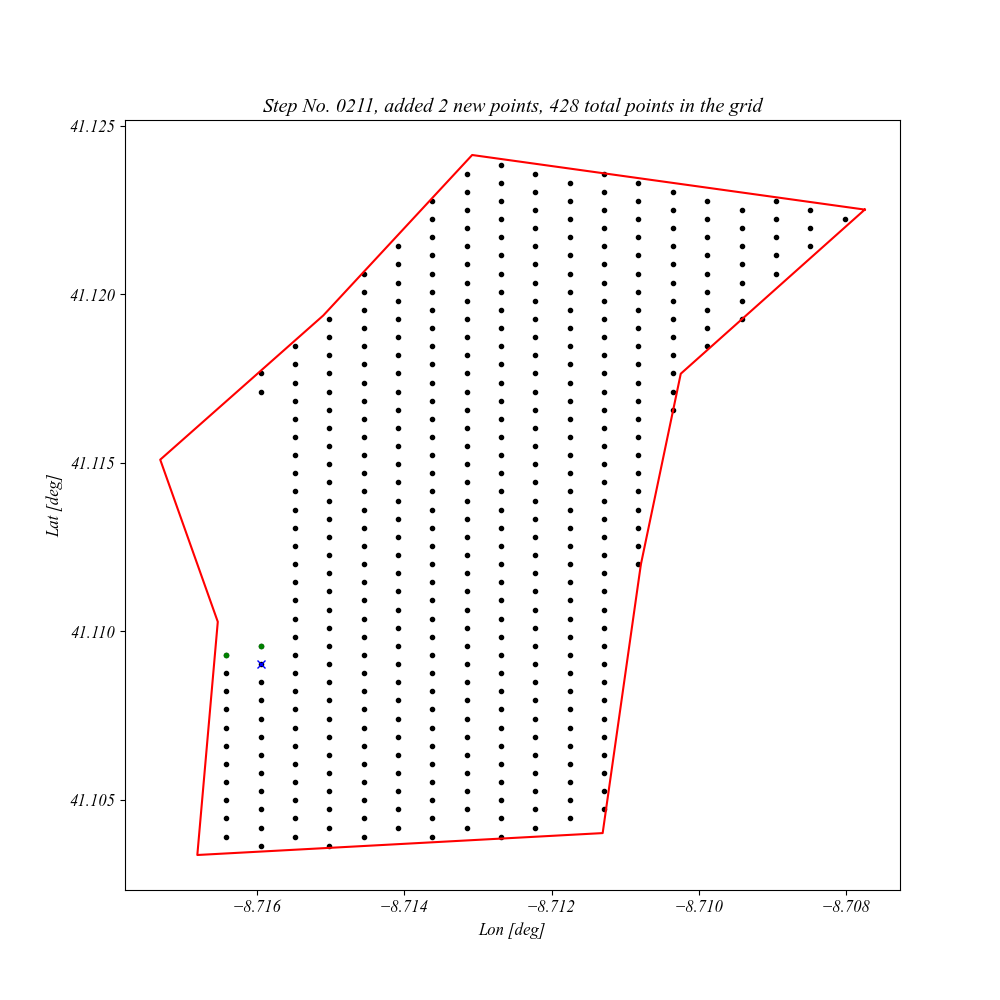 Step No. 0211, added 2 new points, 428 total points in the grid
41.125
41.120
41.115
41.110
41.105
Lat [deg]
−8.716 −8.714 −8.712 −8.710 −8.708
Lon [deg]